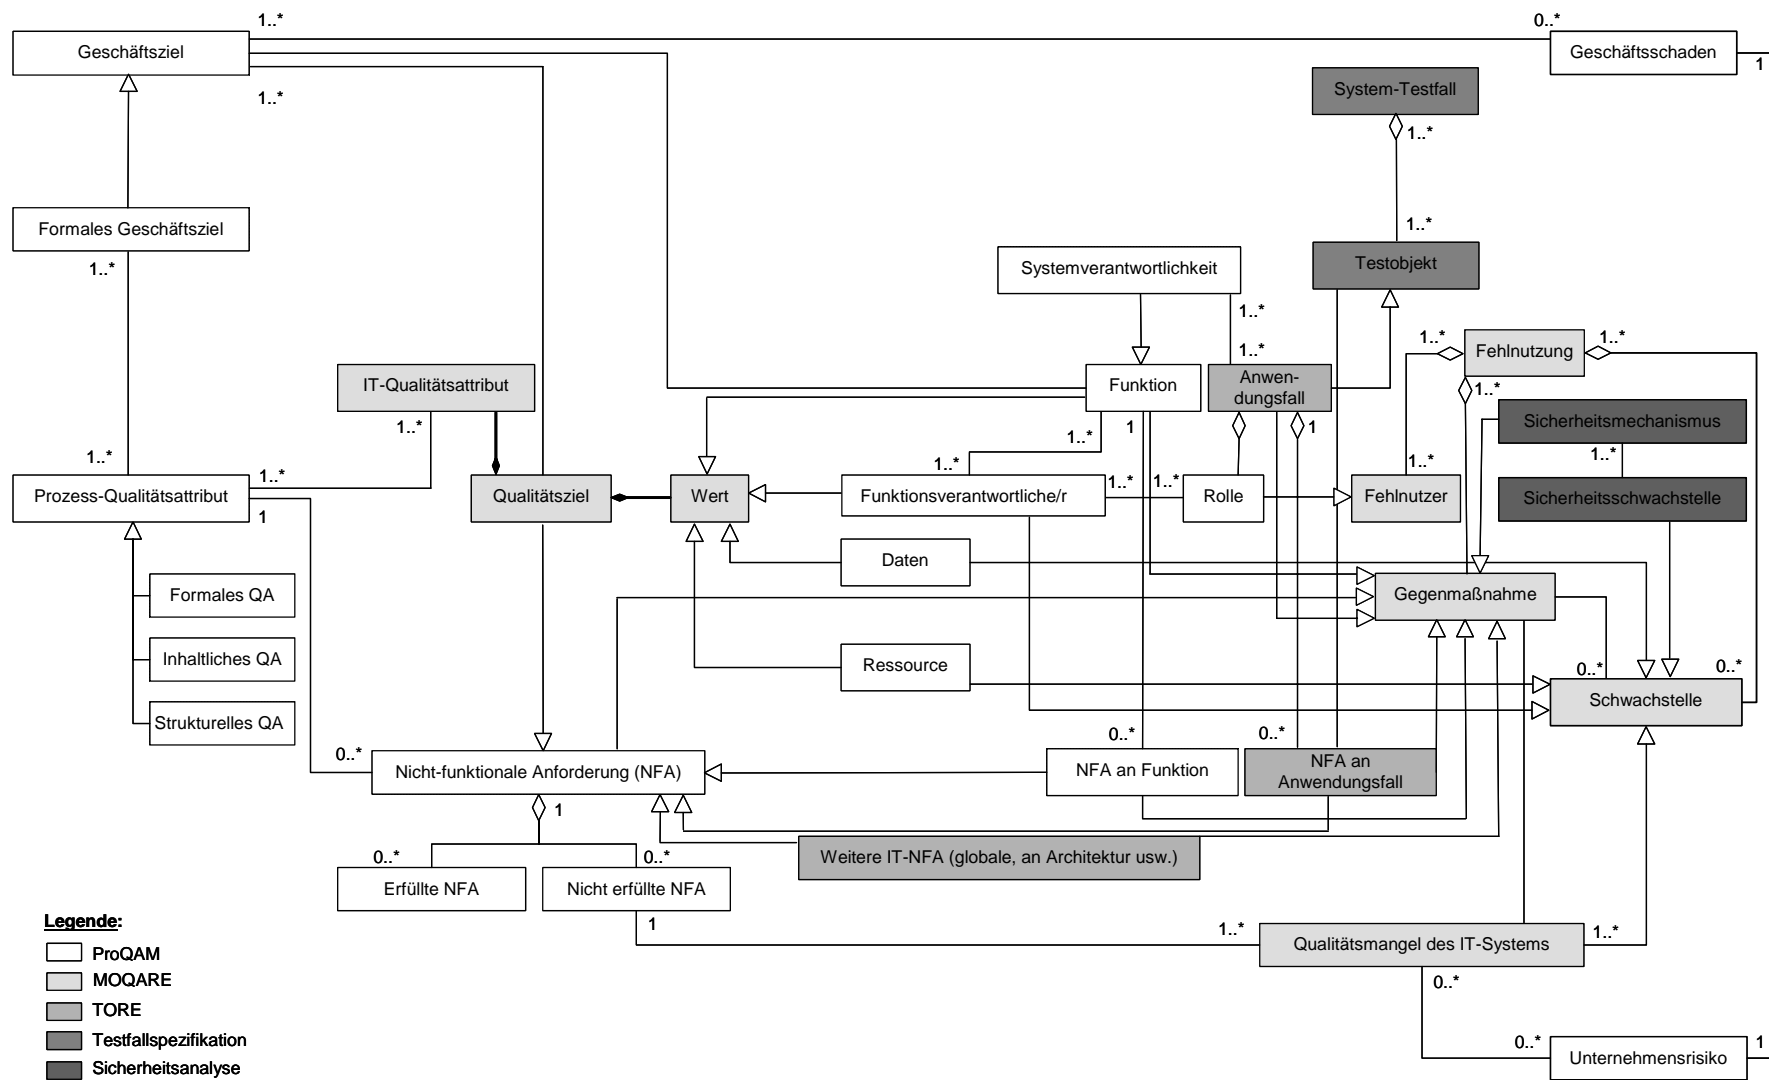 1..*
0..*
Geschäftsziel
Geschäftsschaden
1
1..*
System-Testfall
1..*
Formales Geschäftsziel
1..*
1..*
Systemverantwortlichkeit
Testobjekt
1..*
1..*
1..*
1..*
Fehlnutzung
IT-Qualitätsattribut
Funktion
Anwen-
dungsfall
1..*
1..*
1..*
1
1
Sicherheitsmechanismus
1..*
1..*
1..*
1..*
1..*
Prozess-Qualitätsattribut
1..*
Qualitätsziel
Wert
Funktionsverantwortliche/r
1..*
1..*
Rolle
Fehlnutzer
Sicherheitsschwachstelle
1
Daten
Formales QA
Gegenmaßnahme
Inhaltliches QA
Ressource
0..*
0..*
Schwachstelle
Strukturelles QA
0..*
0..*
0..*
Nicht-funktionale Anforderung (NFA)
NFA an Funktion
NFA an
Anwendungsfall
1
0..*
0..*
Weitere IT-NFA (globale, an Architektur usw.)
Erfüllte NFA
Nicht erfüllte NFA
1
1..*
Qualitätsmangel des IT-Systems
1..*
0..*
0..*
Unternehmensrisiko
1
Legende:
ProQAM
MOQARE
TORE
Testfallspezifikation
Sicherheitsanalyse